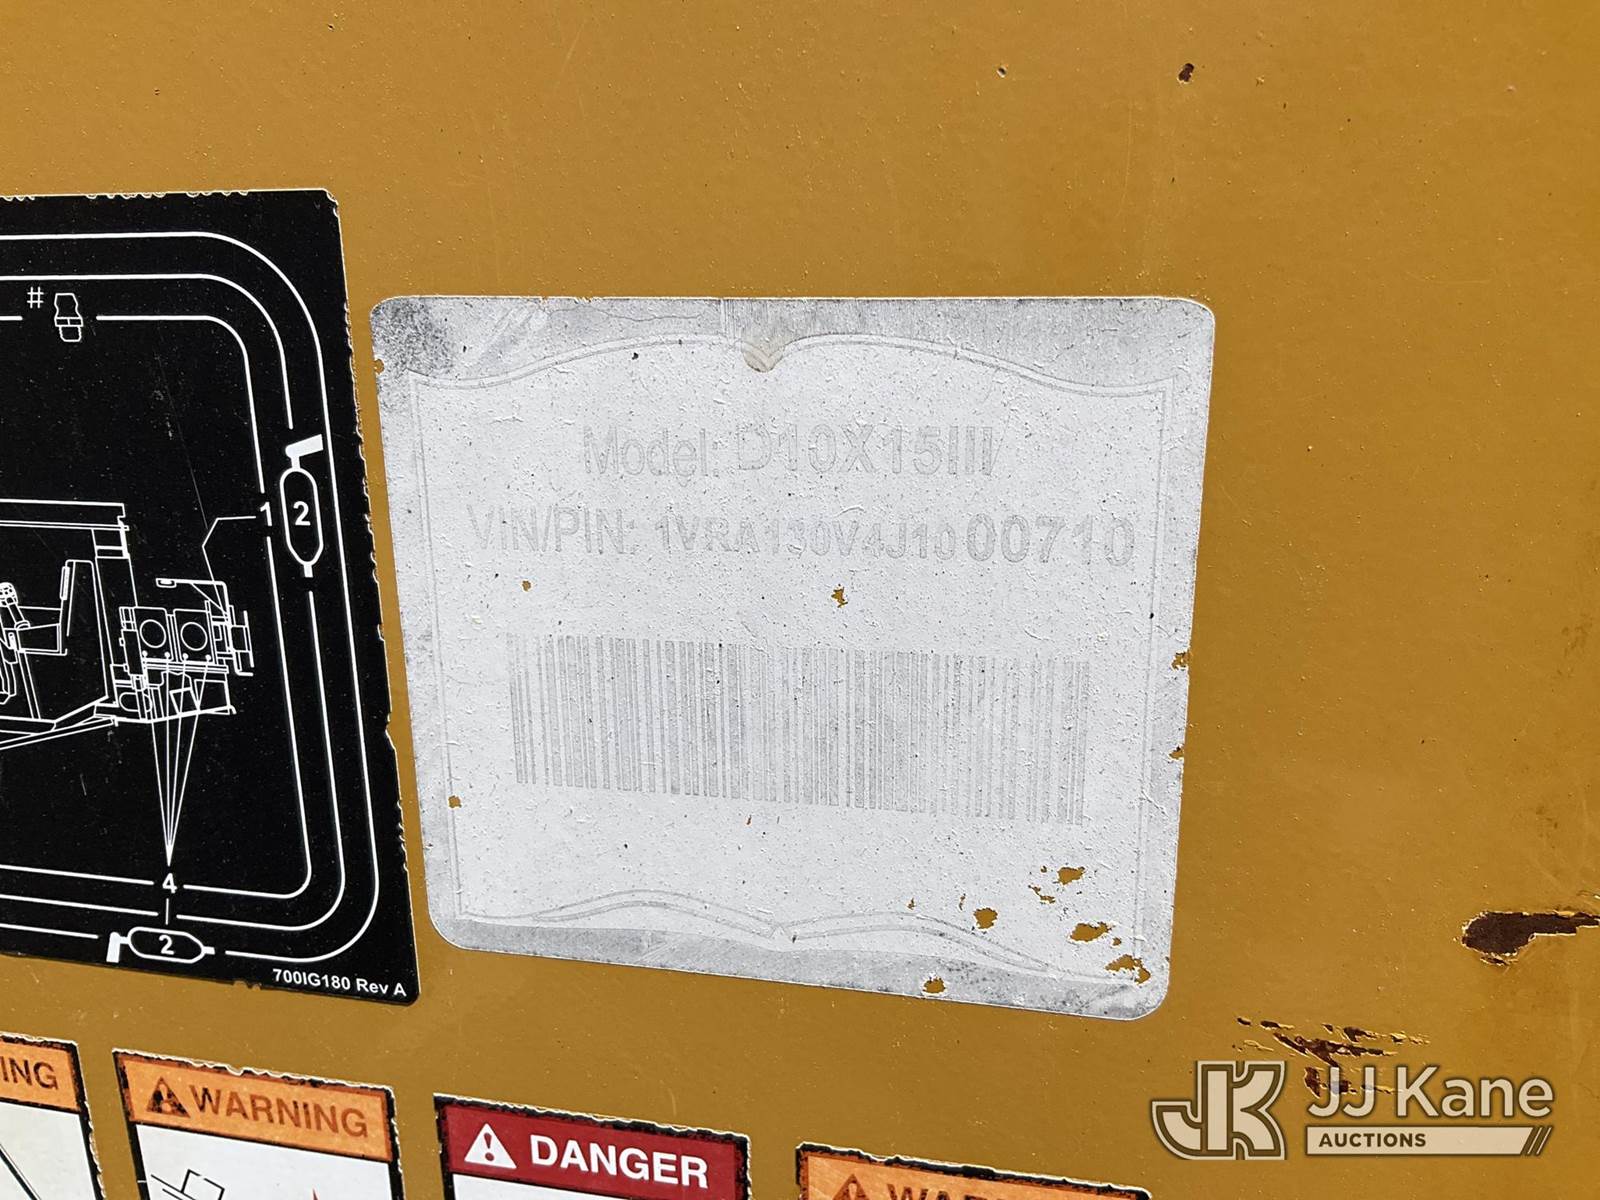 #
1
2
Model: D10X15III
VIN/PIN: 1VRA130V4J1000710
4
2
700IG180 Rev A
ING
WARNING
DANGER
JJ Kane
AUCTIONS